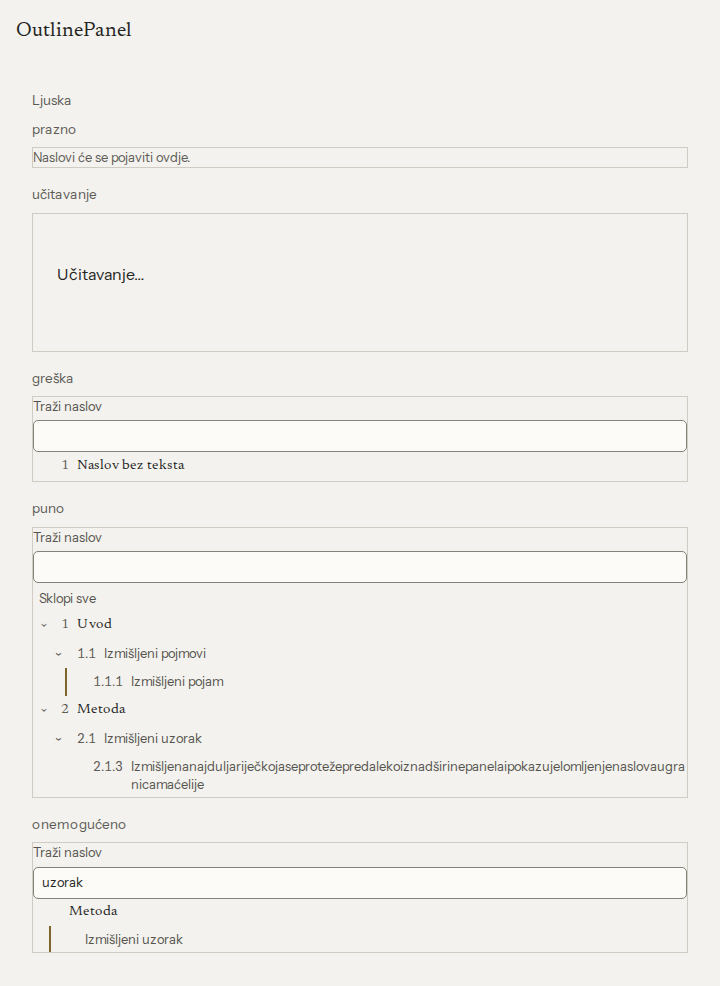 OutlinePanel
Ljuska
prazno
Naslovi će se pojaviti ovdje.
učitavanje
Učitavanje…
greška
Traži naslov
1 Naslov bez teksta
puno
Traži naslov
Sklopi sve
1 Uvod
1.1 Izmišljeni pojmovi
1.1.1 Izmišljeni pojam
2 Metoda
2.1 Izmišljeni uzorak
2.1.3 Izmišljenanajduljariječkojaseprotežepredalekoiznadširinepanelaipokazujelomljenjenaslovaugra
nicamaćelije
onemogućeno
Traži naslov
uzorak
Metoda
Izmišljeni uzorak